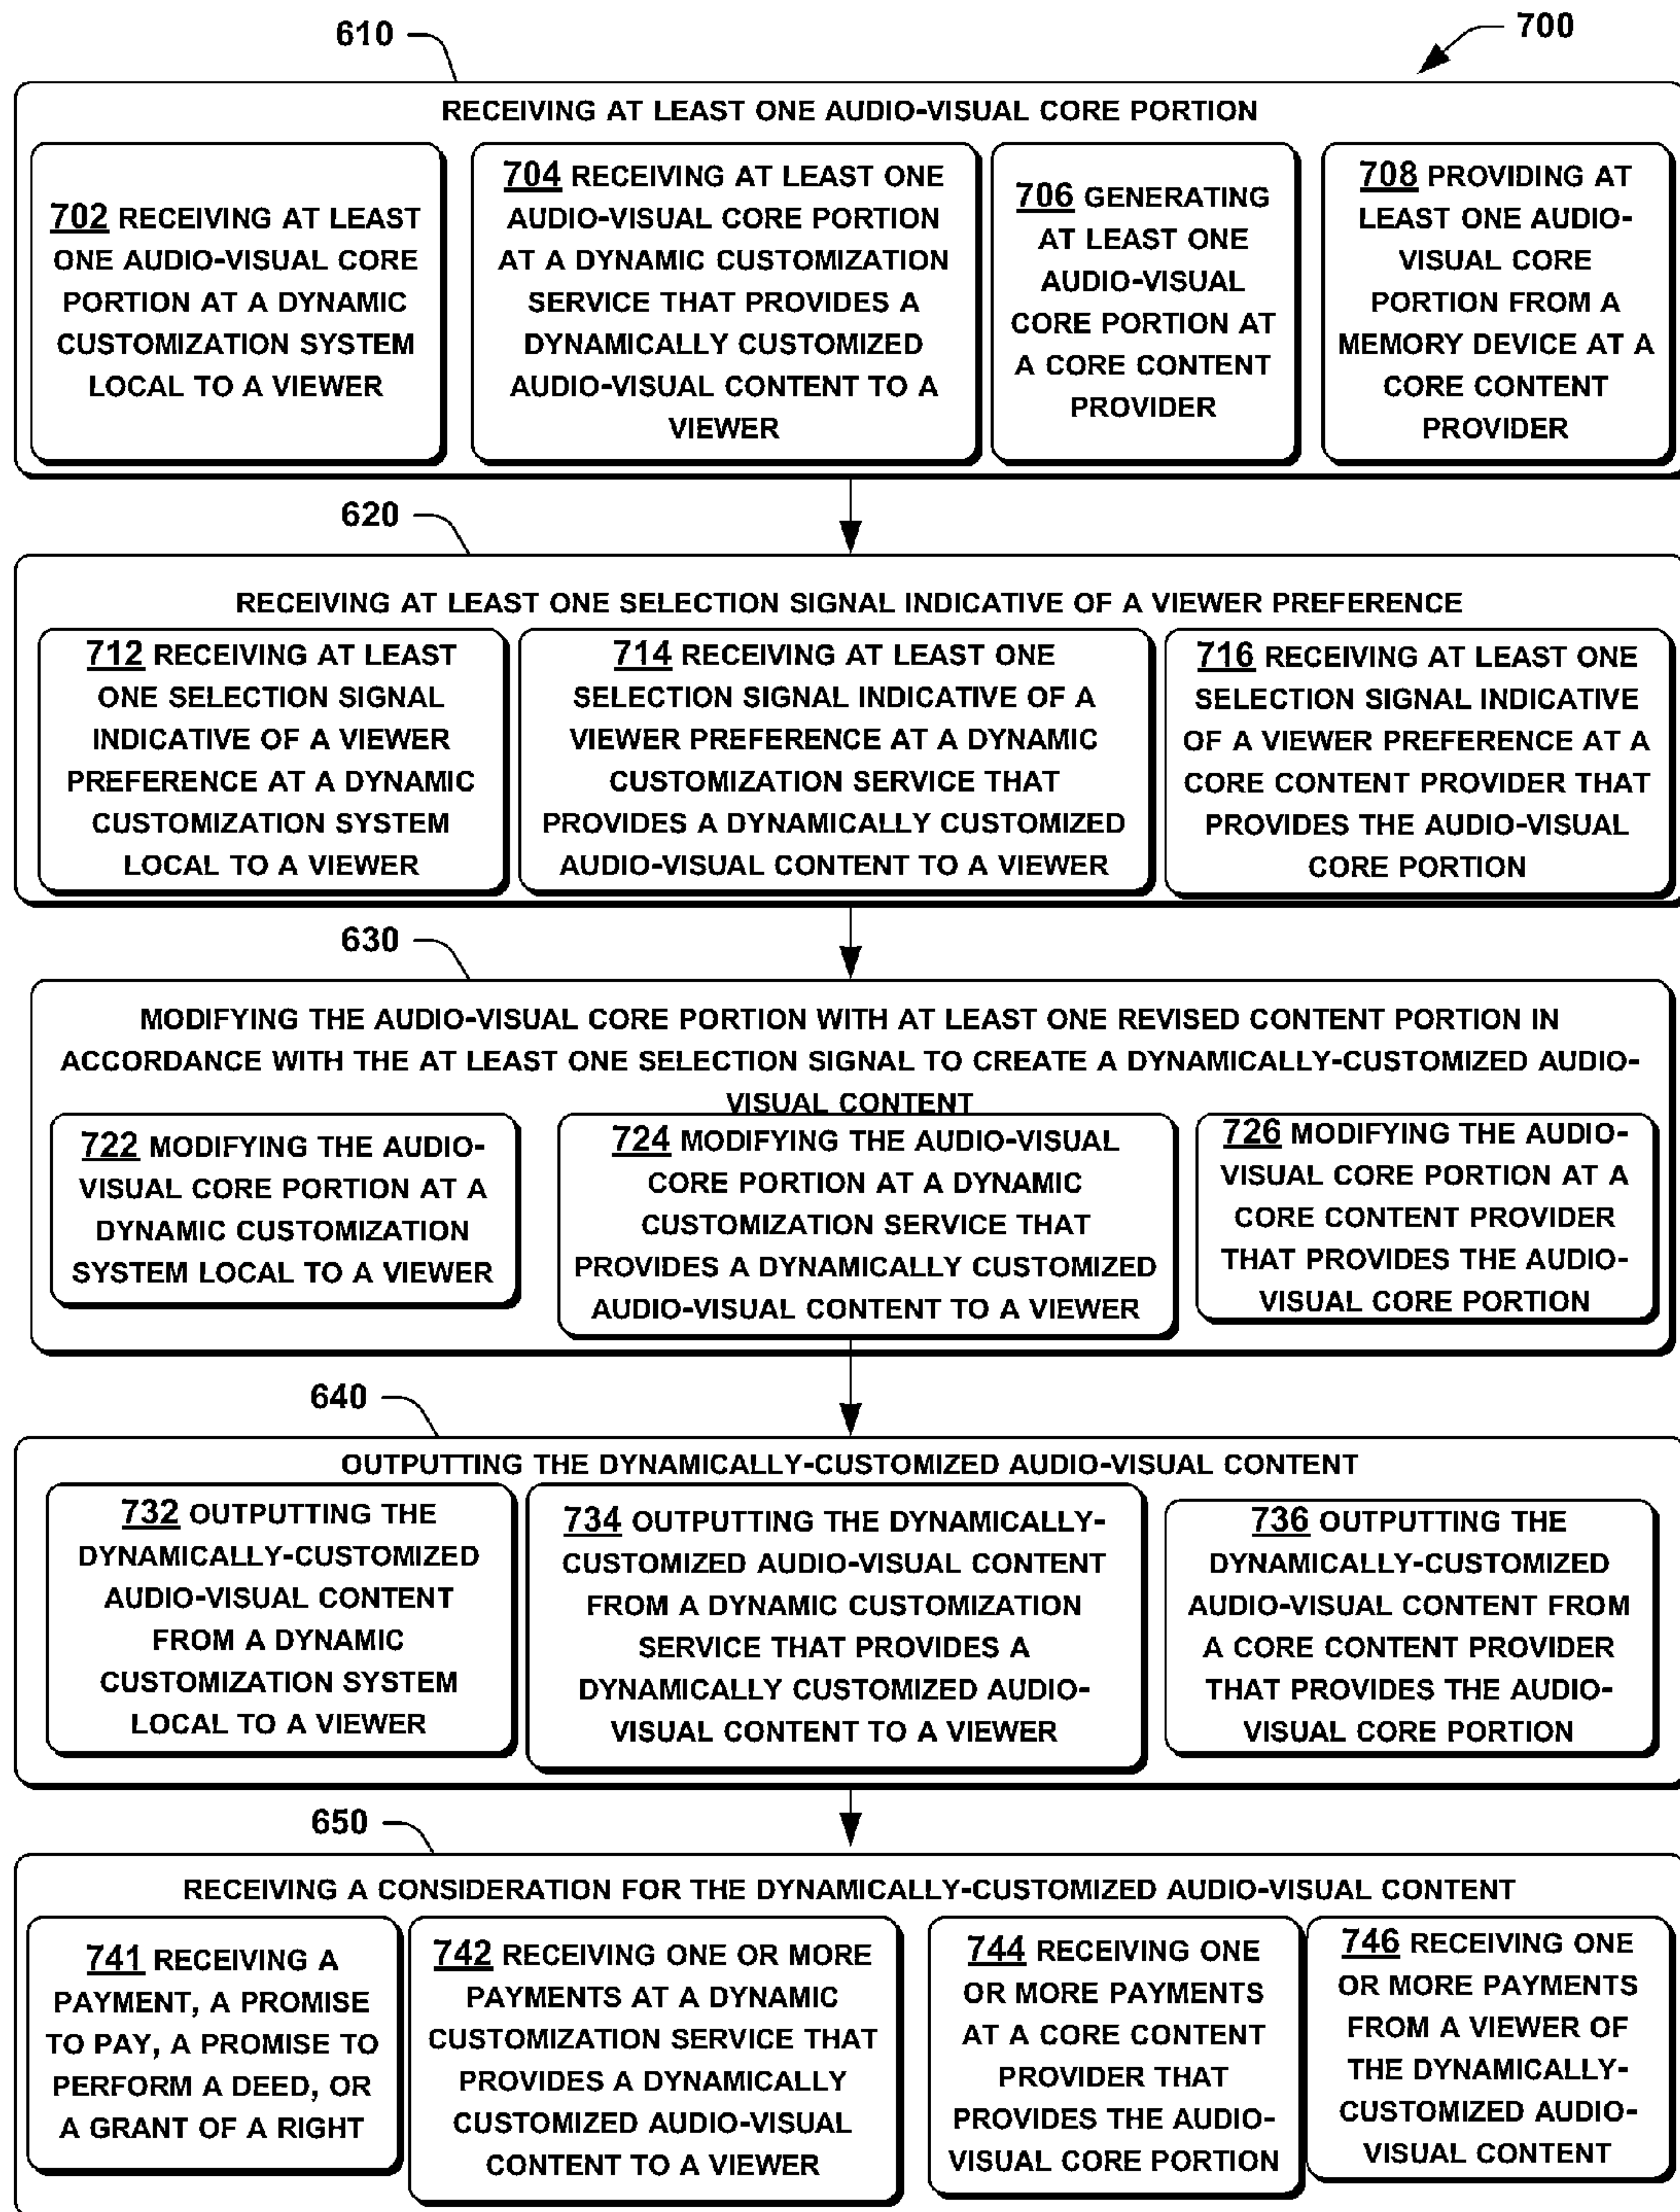 610
700
RECEIVING AT LEAST ONE AUDIO-VISUAL CORE PORTION
702 RECEIVING AT LEAST
ONE AUDIO-VISUAL CORE
PORTION AT A DYNAMIC
CUSTOMIZATION SYSTEM
LOCAL TO A VIEWER
704 RECEIVING AT LEAST ONE
AUDIO-VISUAL CORE PORTION
AT A DYNAMIC CUSTOMIZATION
SERVICE THAT PROVIDES A
DYNAMICALLY CUSTOMIZED
AUDIO-VISUAL CONTENT TO A
VIEWER
706 GENERATING
AT LEAST ONE
AUDIO-VISUAL
CORE PORTION AT
A CORE CONTENT
PROVIDER
708 PROVIDING AT
LEAST ONE AUDIO-
VISUAL CORE
PORTION FROM A
MEMORY DEVICE AT A
CORE CONTENT
PROVIDER
620
RECEIVING AT LEAST ONE SELECTION SIGNAL INDICATIVE OF A VIEWER PREFERENCE
712 RECEIVING AT LEAST
ONE SELECTION SIGNAL
INDICATIVE OF A VIEWER
PREFERENCE AT A DYNAMIC
CUSTOMIZATION SYSTEM
LOCAL TO A VIEWER
714 RECEIVING AT LEAST ONE
SELECTION SIGNAL INDICATIVE OF A
VIEWER PREFERENCE AT A DYNAMIC
CUSTOMIZATION SERVICE THAT
PROVIDES A DYNAMICALLY CUSTOMIZED
AUDIO-VISUAL CONTENT TO A VIEWER
716 RECEIVING AT LEAST ONE
SELECTION SIGNAL INDICATIVE
OF A VIEWER PREFERENCE AT A
CORE CONTENT PROVIDER THAT
PROVIDES THE AUDIO-VISUAL
CORE PORTION
630
MODIFYING THE AUDIO-VISUAL CORE PORTION WITH AT LEAST ONE REVISED CONTENT PORTION IN
ACCORDANCE WITH THE AT LEAST ONE SELECTION SIGNAL TO CREATE A DYNAMICALLY-CUSTOMIZED AUDIO-
VISUAL CONTENT
722 MODIFYING THE AUDIO-
VISUAL CORE PORTION AT A
DYNAMIC CUSTOMIZATION
SYSTEM LOCAL TO A VIEWER
724 MODIFYING THE AUDIO-VISUAL
CORE PORTION AT A DYNAMIC
CUSTOMIZATION SERVICE THAT
PROVIDES A DYNAMICALLY CUSTOMIZED
AUDIO-VISUAL CONTENT TO A VIEWER
726 MODIFYING THE AUDIO-
VISUAL CORE PORTION AT A
CORE CONTENT PROVIDER
THAT PROVIDES THE AUDIO-
VISUAL CORE PORTION
640
OUTPUTTING THE DYNAMICALLY-CUSTOMIZED AUDIO-VISUAL CONTENT
732 OUTPUTTING THE
DYNAMICALLY-CUSTOMIZED
AUDIO-VISUAL CONTENT
FROM A DYNAMIC
CUSTOMIZATION SYSTEM
LOCAL TO A VIEWER
734 OUTPUTTING THE DYNAMICALLY-
CUSTOMIZED AUDIO-VISUAL CONTENT
FROM A DYNAMIC CUSTOMIZATION
SERVICE THAT PROVIDES A
DYNAMICALLY CUSTOMIZED AUDIO-
VISUAL CONTENT TO A VIEWER
736 OUTPUTTING THE
DYNAMICALLY-CUSTOMIZED
AUDIO-VISUAL CONTENT FROM
A CORE CONTENT PROVIDER
THAT PROVIDES THE AUDIO-
VISUAL CORE PORTION
650
RECEIVING A CONSIDERATION FOR THE DYNAMICALLY-CUSTOMIZED AUDIO-VISUAL CONTENT
741 RECEIVING A
PAYMENT, A PROMISE
TO PAY, A PROMISE TO
PERFORM A DEED, OR
A GRANT OF A RIGHT
742 RECEIVING ONE OR MORE
PAYMENTS AT A DYNAMIC
CUSTOMIZATION SERVICE THAT
PROVIDES A DYNAMICALLY
CUSTOMIZED AUDIO-VISUAL
CONTENT TO A VIEWER
744 RECEIVING ONE
OR MORE PAYMENTS
AT A CORE CONTENT
PROVIDER THAT
PROVIDES THE AUDIO-
VISUAL CORE PORTION
746 RECEIVING ONE
OR MORE PAYMENTS
FROM A VIEWER OF
THE DYNAMICALLY-
CUSTOMIZED AUDIO-
VISUAL CONTENT